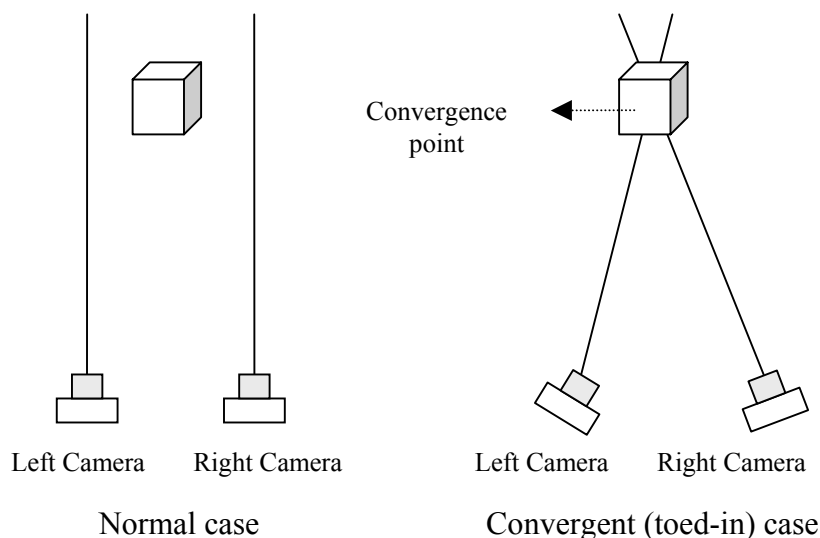 Convergence
point
Left Camera
Right Camera
Left Camera
Right Camera
Normal case
Convergent (toed-in) case